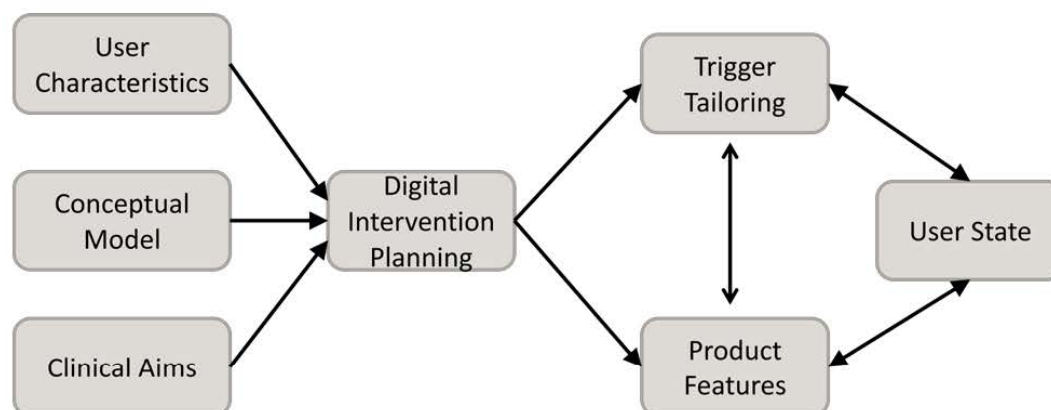 User
Characteristics
Conceptual
Model
Clinical Aims
Digital
Intervention
Planning
Trigger
Tailoring
Product
Features
User State